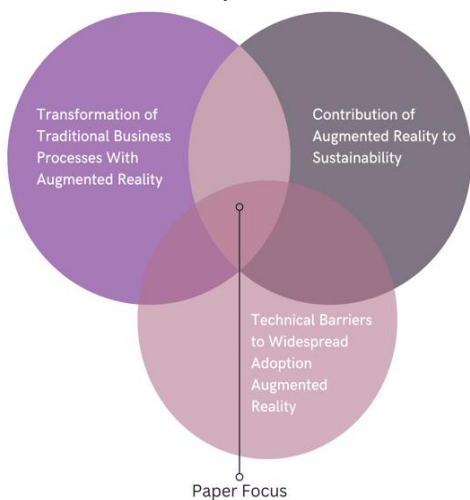 Transformation of
Traditional Business
Processes With
Augmented Reality
Contribution of
Augmented Reality to
Sustainability
Technical Barriers
to Widespread
Adoption
Augmented
Reality
Paper Focus